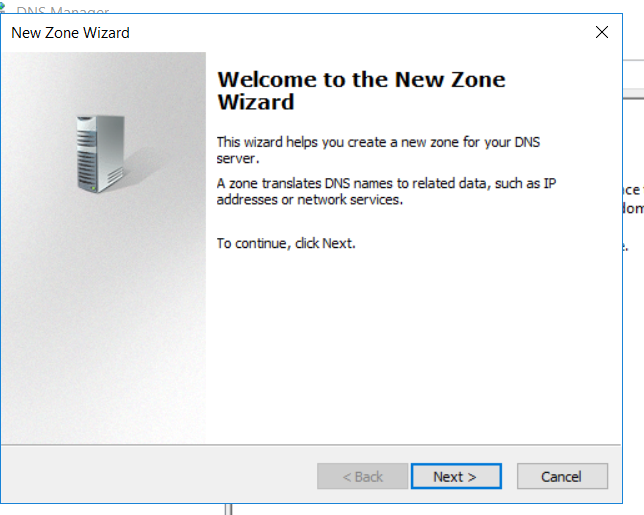 DNS Manager
New Zone Wizard
Welcome to the New Zone
Wizard
This wizard helps you create a new zone for your DNS
server.
A zone translates DNS names to related data, such as IP
addresses or network services.
To continue, click Next.
< Back
Next >
Cancel